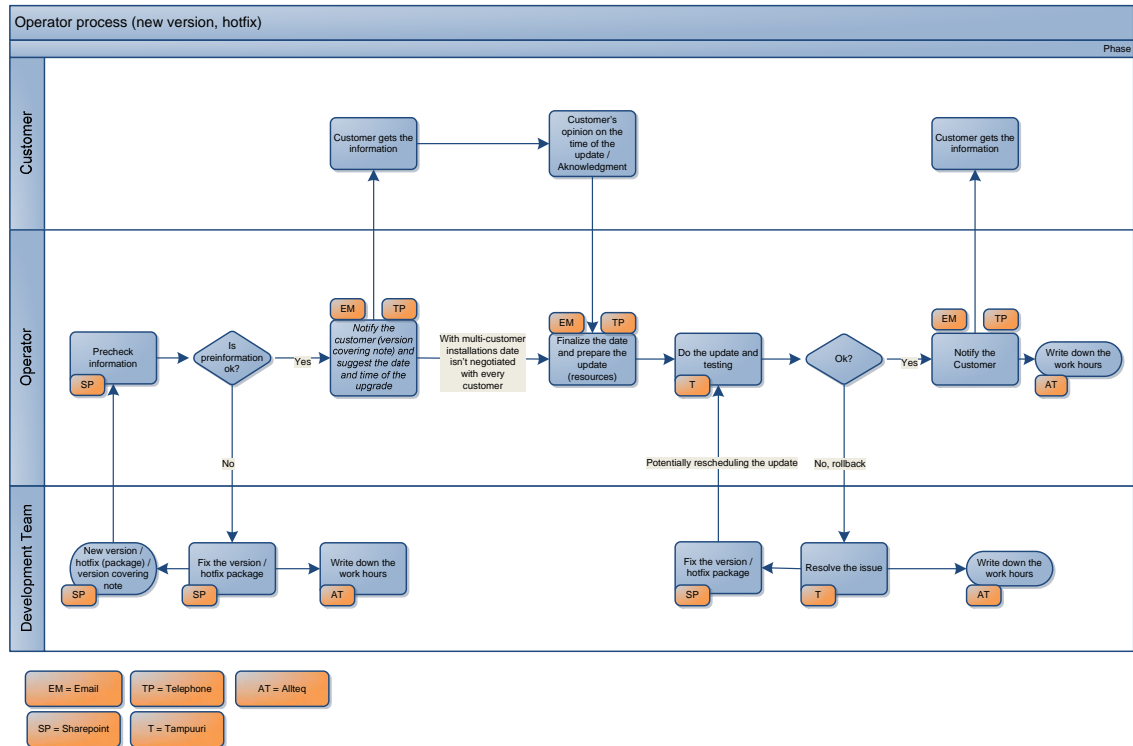 Operator process (new version, hotfix)
Phase
Customer
Customer gets the
information
Customer's
opinion on the
time of the
update /
Aknowledgment
Customer gets the
information
Operator
Precheck
information
SP
Is
preinformation
ok?
Yes
EM
TP
Notify the
customer (version
covering note) and
suggest the date
and time of the
upgrade
With multi-customer
installations date
isn't negotiated
with every
customer
EM
TP
Finalize the date
and prepare the
update
(resources)
Do the update and
testing
T
Ok?
Yes
EM
TP
Notify the
Customer
Write down the
work hours
AT
No
Potentially rescheduling the update
No, rollback
Development Team
New version /
hotfix (package) /
version covering
note
SP
Fix the version /
hotfix package
SP
Write down the
work hours
AT
Fix the version /
hotfix package
SP
Resolve the issue
T
Write down the
work hours
AT
EM = Email
TP = Telephone
AT = Allteq
SP = Sharepoint
T = Tampuuri